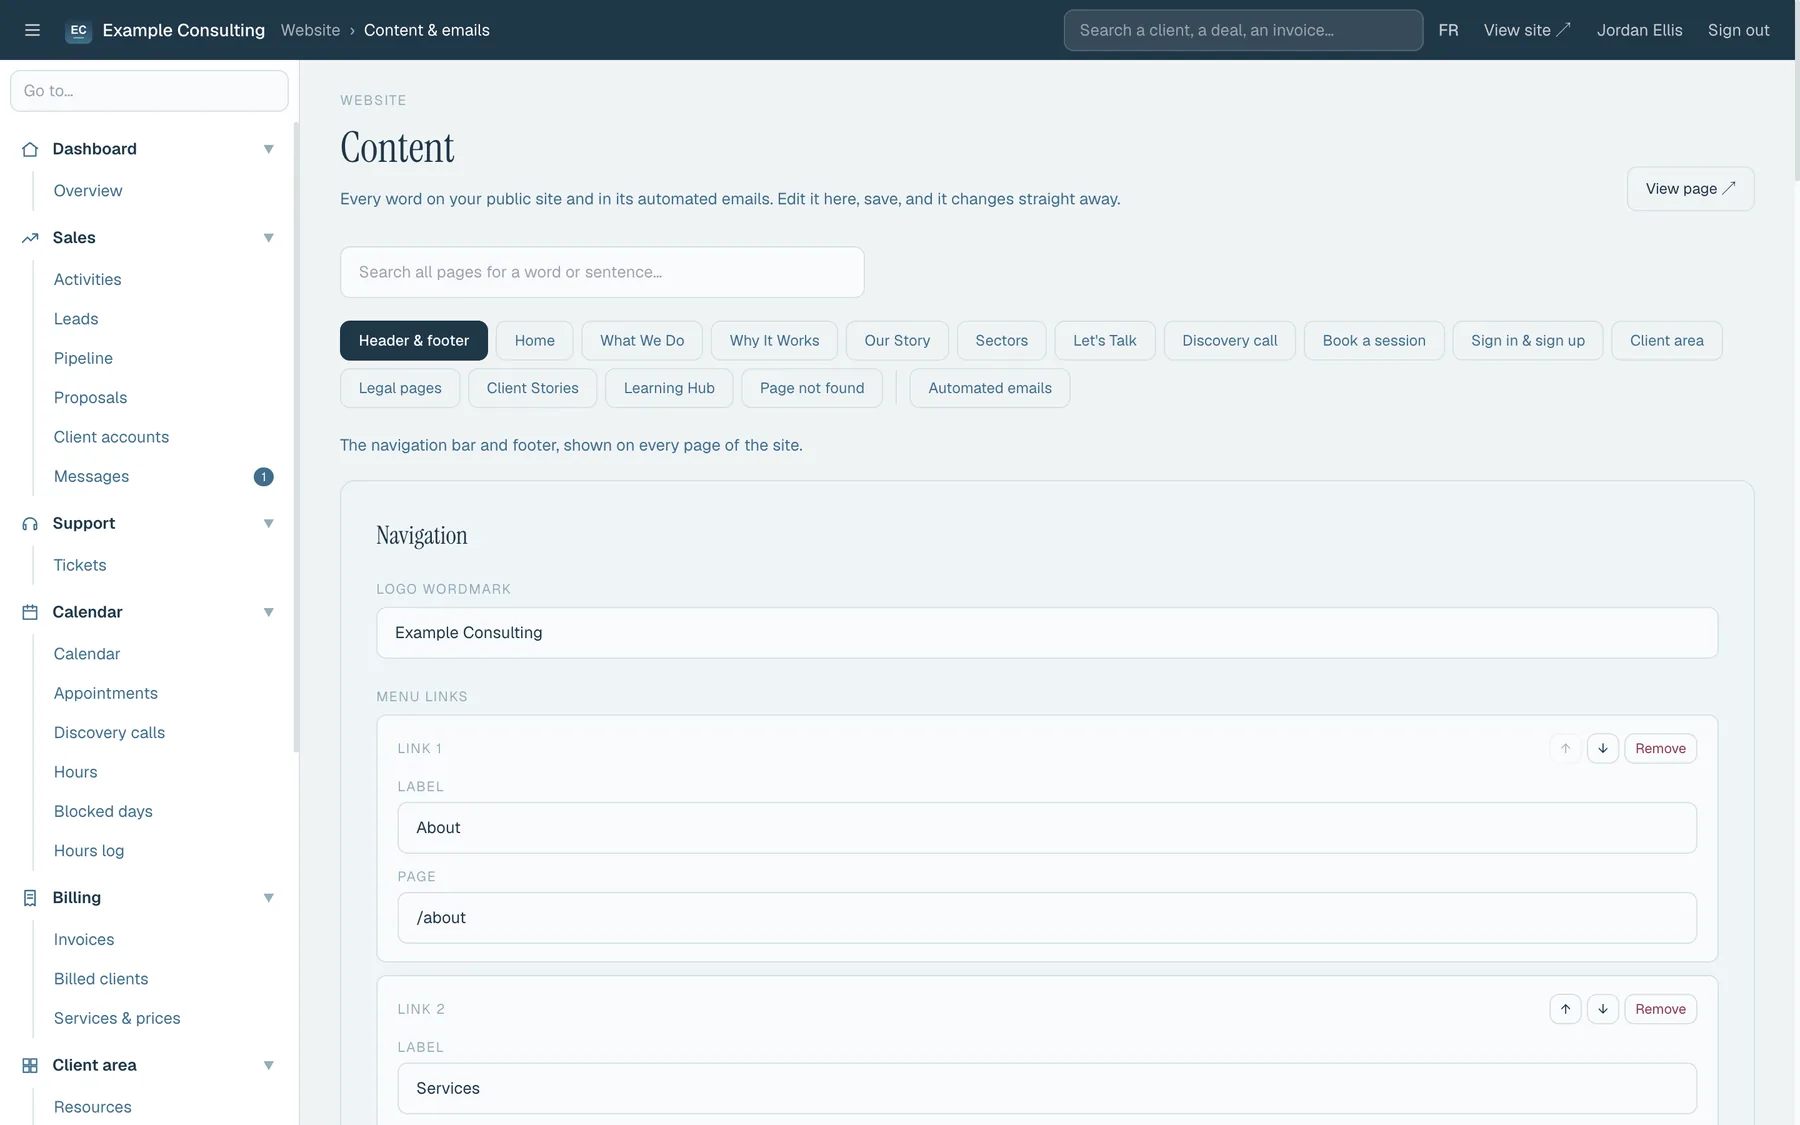 EC Example Consulting Website › Content & emails
Search a client, a deal, an invoice...
FR View site ↗ Jordan Ellis Sign out
Go to...
Dashboard ▼
Overview
Sales ▼
Activities
Leads
Pipeline
Proposals
Client accounts
Messages 1
Support ▼
Tickets
Calendar ▼
Calendar
Appointments
Discovery calls
Hours
Blocked days
Hours log
Billing ▼
Invoices
Billed clients
Services & prices
Client area ▼
Resources
WEBSITE
Content
Every word on your public site and in its automated emails. Edit it here, save, and it changes straight away.
View page ↗
Search all pages for a word or sentence...
Header & footer Home What We Do Why It Works Our Story Sectors Let's Talk Discovery call Book a session Sign in & sign up Client area
Legal pages Client Stories Learning Hub Page not found Automated emails
The navigation bar and footer, shown on every page of the site.
Navigation
LOGO WORDMARK
Example Consulting
MENU LINKS
LINK 1 ↑ ↓ Remove
LABEL
About
PAGE
/about
LINK 2 ↑ ↓ Remove
LABEL
Services